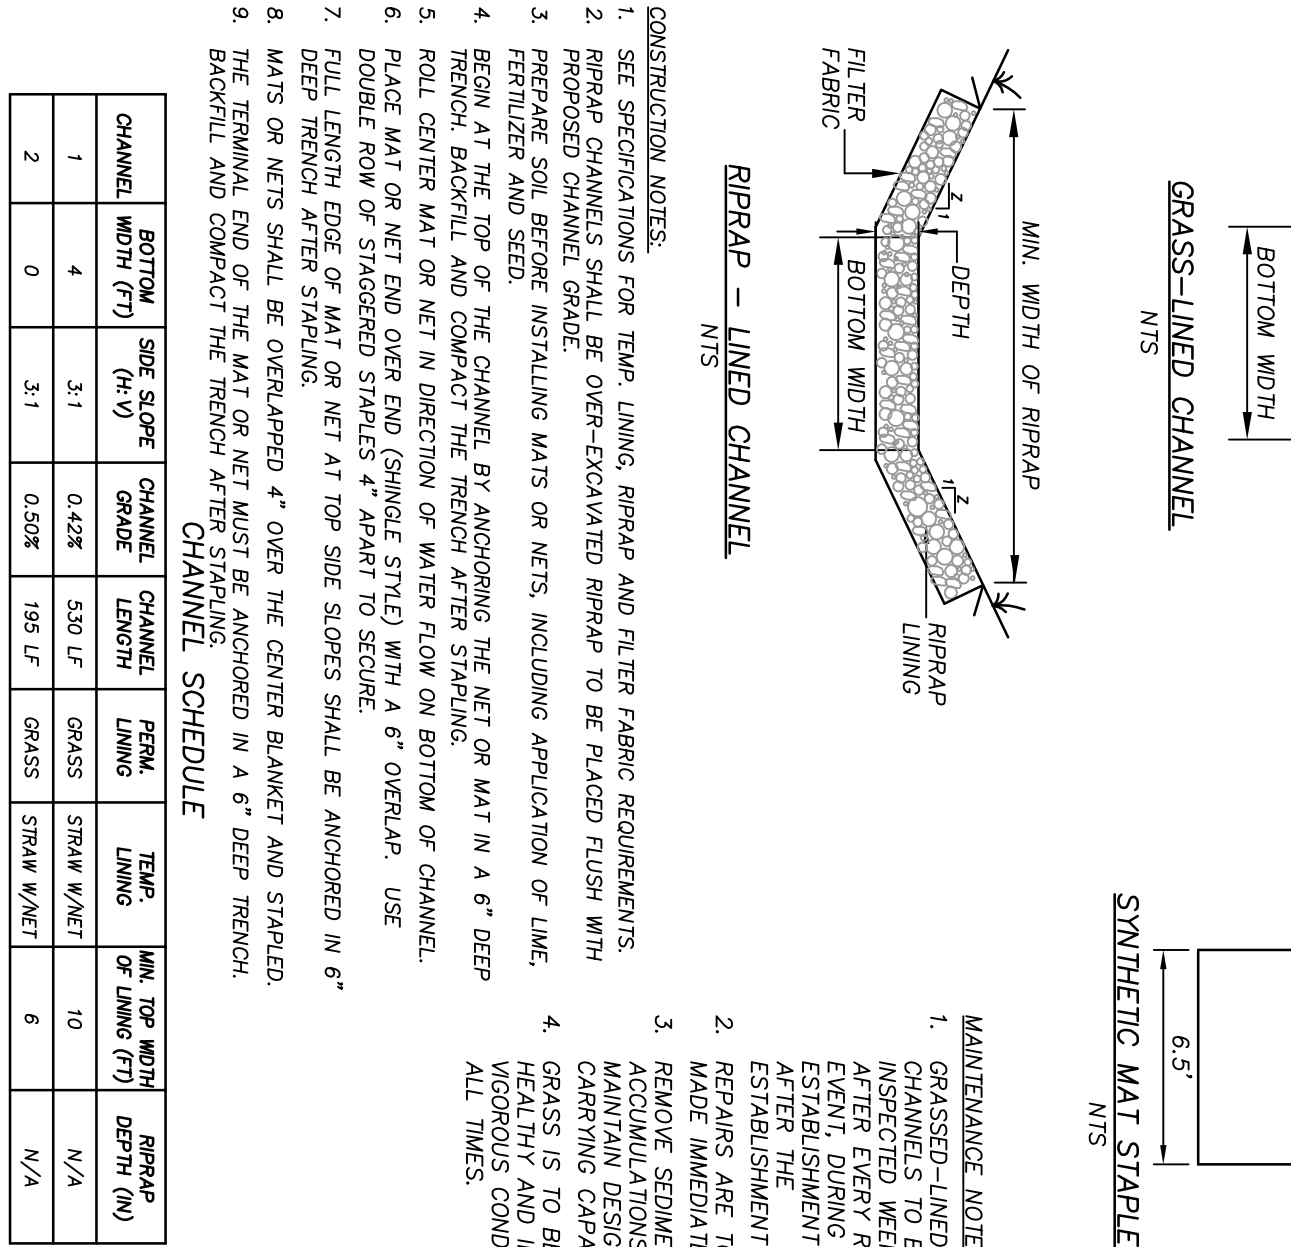 BOTTOM WIDTH
GRASS-LINED CHANNEL
NTS
6.5'
SYNTHETIC MAT STAPLE
NTS
MIN. WIDTH OF RIPRAP
FILTER
FABRIC
Z
1
DEPTH
BOTTOM WIDTH
Z
1
RIPRAP
LINING
RIPRAP - LINED CHANNEL
NTS
CONSTRUCTION NOTES:
1. SEE SPECIFICATIONS FOR TEMP. LINING, RIPRAP AND FILTER FABRIC REQUIREMENTS.
2. RIPRAP CHANNELS SHALL BE OVER-EXCAVATED RIPRAP TO BE PLACED FLUSH WITH
PROPOSED CHANNEL GRADE.
3. PREPARE SOIL BEFORE INSTALLING MATS OR NETS, INCLUDING APPLICATION OF LIME,
FERTILIZER AND SEED.
4. BEGIN AT THE TOP OF THE CHANNEL BY ANCHORING THE NET OR MAT IN A 6" DEEP
TRENCH. BACKFILL AND COMPACT THE TRENCH AFTER STAPLING.
5. ROLL CENTER MAT OR NET IN DIRECTION OF WATER FLOW ON BOTTOM OF CHANNEL.
6. PLACE MAT OR NET END OVER END (SHINGLE STYLE) WITH A 6" OVERLAP. USE
DOUBLE ROW OF STAGGERED STAPLES 4" APART TO SECURE.
7. FULL LENGTH EDGE OF MAT OR NET AT TOP SIDE SLOPES SHALL BE ANCHORED IN 6"
DEEP TRENCH AFTER STAPLING.
8. MATS OR NETS SHALL BE OVERLAPPED 4" OVER THE CENTER BLANKET AND STAPLED.
9. THE TERMINAL END OF THE MAT OR NET MUST BE ANCHORED IN A 6" DEEP TRENCH.
BACKFILL AND COMPACT THE TRENCH AFTER STAPLING.
MAINTENANCE NOTE
1. GRASSED-LINED
CHANNELS TO
INSPECTED
AFTER EVERY
EVENT, DURING
ESTABLISHMENT
AFTER THE
ESTABLISHMENT
2. REPAIRS ARE
MADE
3. REMOVE
ACCUMULATIONS
MAINTAIN
CARRYING
4. GRASS IS TO
HEALTHY AND
VIGOROUS
ALL TIMES.
CHANNEL SCHEDULE
CHANNEL BOTTOM WIDTH (FT) SIDE SLOPE (H:V) CHANNEL GRADE CHANNEL LENGTH PERM. LINING TEMP. LINING MIN. TOP WIDTH OF LINING (FT) RIPRAP DEPTH (IN)
1 4 3:1 0.42% 530 LF GRASS STRAW W/NET 10 N/A
2 0 3:1 0.50% 195 LF GRASS STRAW W/NET 6 N/A